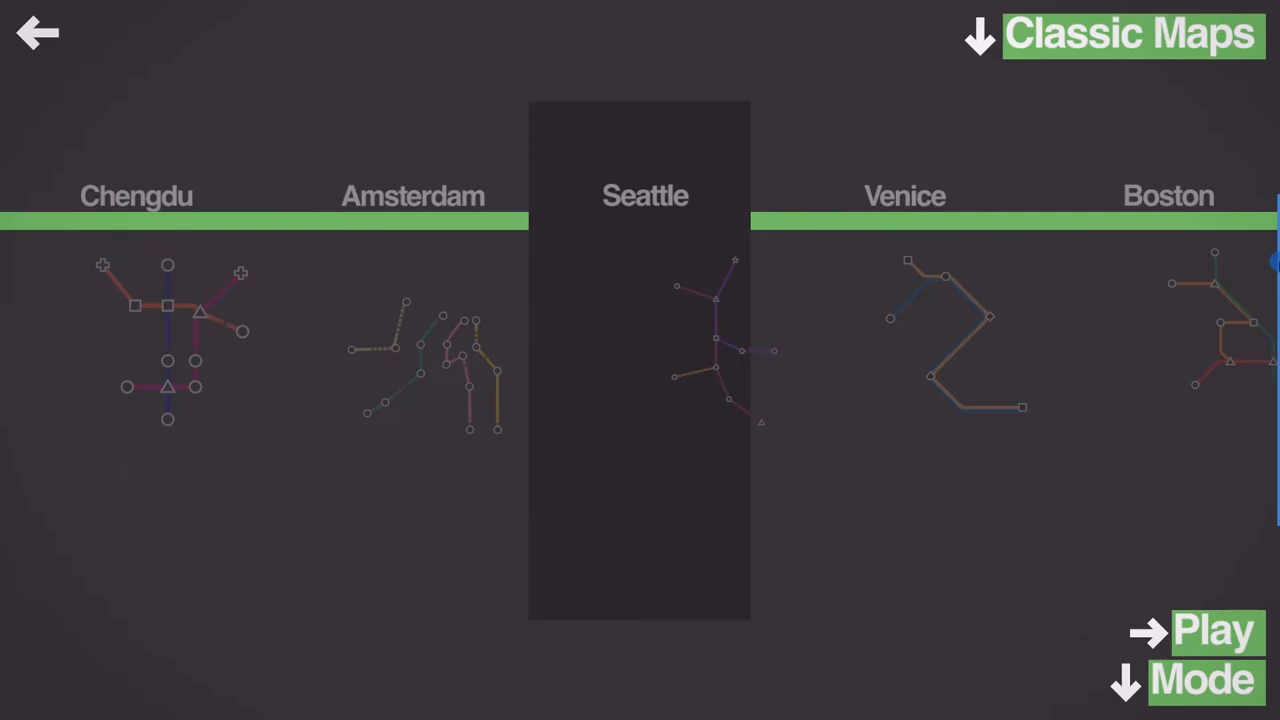 Classic Maps
Chengdu
Amsterdam
Seattle
Venice
Boston
Play
Mode